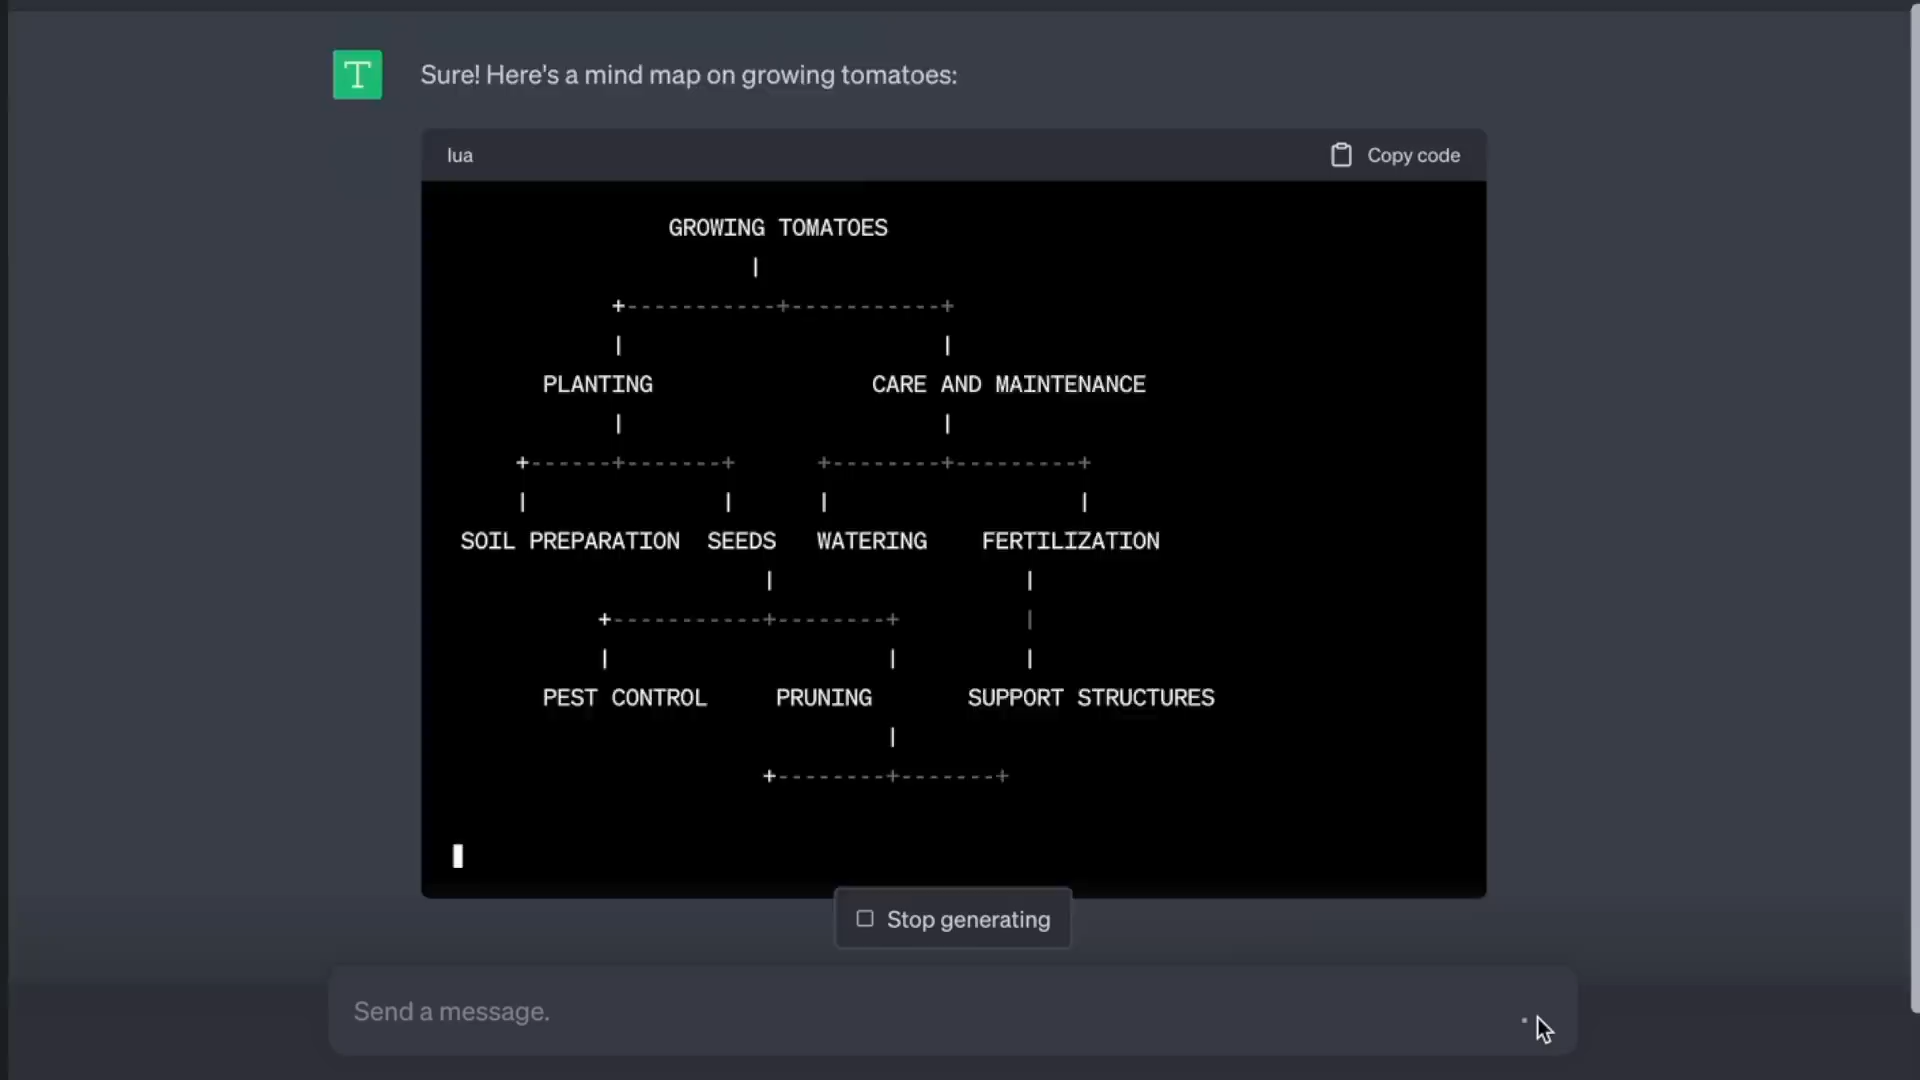 T
Sure! Here's a mind map on growing tomatoes:
lua
Copy code
GROWING TOMATOES
|
+-----------+-----------+
| |
PLANTING CARE AND MAINTENANCE
| |
+------+-------+ +--------+---------+
| | | |
SOIL PREPARATION SEEDS WATERING FERTILIZATION
| |
+-----------+--------+ |
| | |
PEST CONTROL PRUNING SUPPORT STRUCTURES
|
+--------+-------+
Stop generating
Send a message.